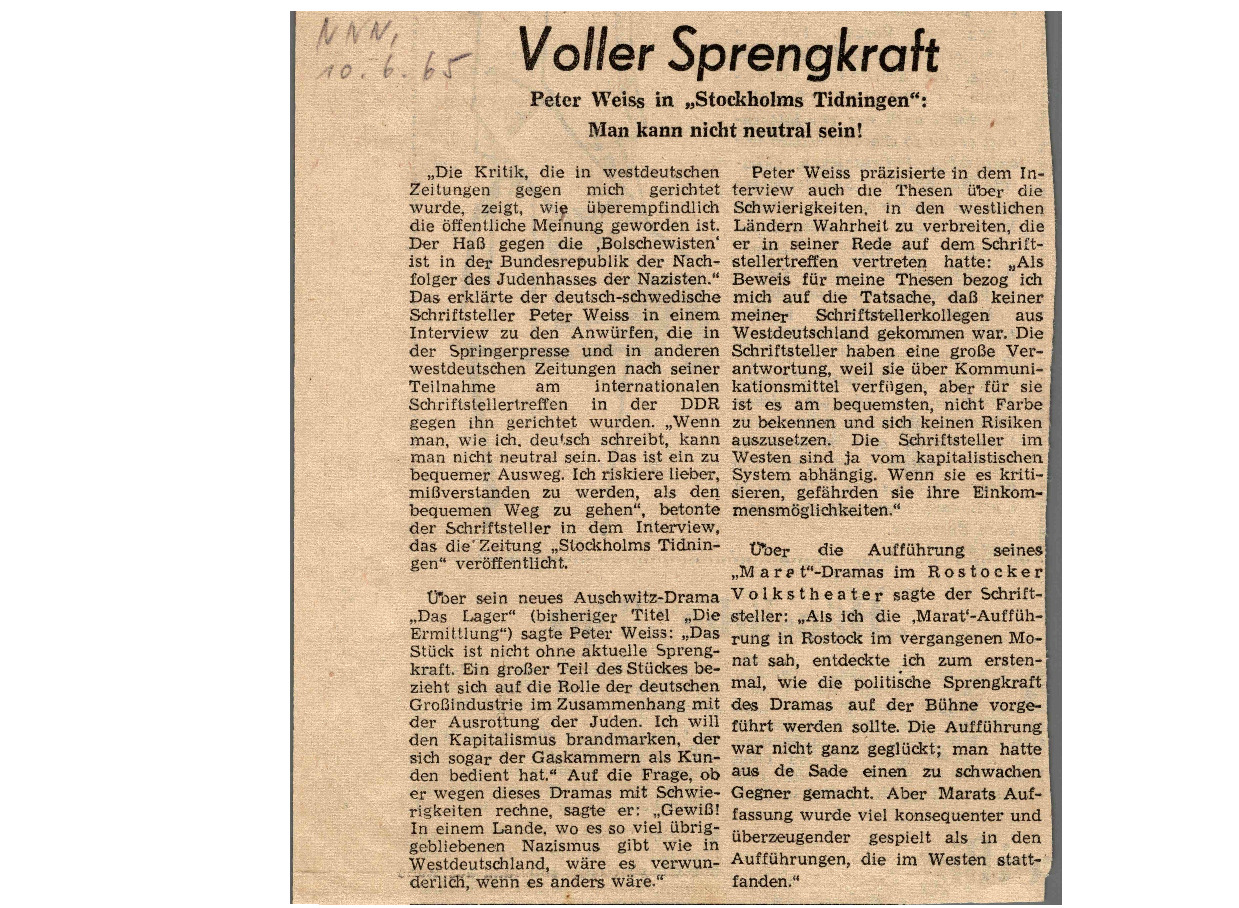 NNN,
10. 6. 65
Voller Sprengkraft
Peter Weiss in „Stockholms Tidningen“:
Man kann nicht neutral sein!
„Die Kritik, die in westdeutschen
Zeitungen gegen mich gerichtet
wurde, zeigt, wie überempfindlich
die öffentliche Meinung geworden ist.
Der Haß gegen die ‚Bolschewisten‘
ist in der Bundesrepublik der Nach-
folger des Judenhasses der Nazisten.“
Das erklärte der deutsch-schwedische
Schriftsteller Peter Weiss in einem
Interview zu den Anwürfen, die in
der Springerpresse und in anderen
westdeutschen Zeitungen nach seiner
Teilnahme am internationalen
Schriftstellertreffen in der DDR
gegen ihn gerichtet wurden. „Wenn
man, wie ich, deutsch schreibt, kann
man nicht neutral sein. Das ist ein zu
bequemer Ausweg. Ich riskiere lieber,
mißverstanden zu werden, als den
bequemen Weg zu gehen“, betonte
der Schriftsteller in dem Interview,
das die Zeitung „Stockholms Tidnin-
gen“ veröffentlicht.
Über sein neues Auschwitz-Drama
„Das Lager“ (bisheriger Titel „Die
Ermittlung“) sagte Peter Weiss: „Das
Stück ist nicht ohne aktuelle Spreng-
kraft. Ein großer Teil des Stückes be-
zieht sich auf die Rolle der deutschen
Großindustrie im Zusammenhang mit
der Ausrottung der Juden. Ich will
den Kapitalismus brandmarken, der
sich sogar der Gaskammern als Kun-
den bedient hat.“ Auf die Frage, ob
er wegen dieses Dramas mit Schwie-
rigkeiten rechne, sagte er: „Gewiß!
In einem Lande, wo es so viel übrig-
gebliebenen Nazismus gibt wie in
Westdeutschland, wäre es verwun-
derlich, wenn es anders wäre.“
Peter Weiss präzisierte in dem In-
terview auch die Thesen über die
Schwierigkeiten, in den westlichen
Ländern Wahrheit zu verbreiten, die
er in seiner Rede auf dem Schrift-
stellertreffen vertreten hatte: „Als
Beweis für meine Thesen bezog ich
mich auf die Tatsache, daß keiner
meiner Schriftstellerkollegen aus
Westdeutschland gekommen war. Die
Schriftsteller haben eine große Ver-
antwortung, weil sie über Kommuni-
kationsmittel verfügen, aber für sie
ist es am bequemsten, nicht Farbe
zu bekennen und sich keinen Risiken
auszusetzen. Die Schriftsteller im
Westen sind ja vom kapitalistischen
System abhängig. Wenn sie es kriti-
sieren, gefährden sie ihre Einkom-
mensmöglichkeiten.“
Über die Aufführung seines
„Marat“-Dramas im Rostocker
Volkstheater sagte der Schrift-
steller: „Als ich die ‚Marat‘-Auffüh-
rung in Rostock im vergangenen Mo-
nat sah, entdeckte ich zum ersten-
mal, wie die politische Sprengkraft
des Dramas auf der Bühne vorge-
führt werden sollte. Die Aufführung
war nicht ganz geglückt; man hatte
aus de Sade einen zu schwachen
Gegner gemacht. Aber Marats Auf-
fassung wurde viel konsequenter und
überzeugender gespielt als in den
Aufführungen, die im Westen statt-
fanden.“